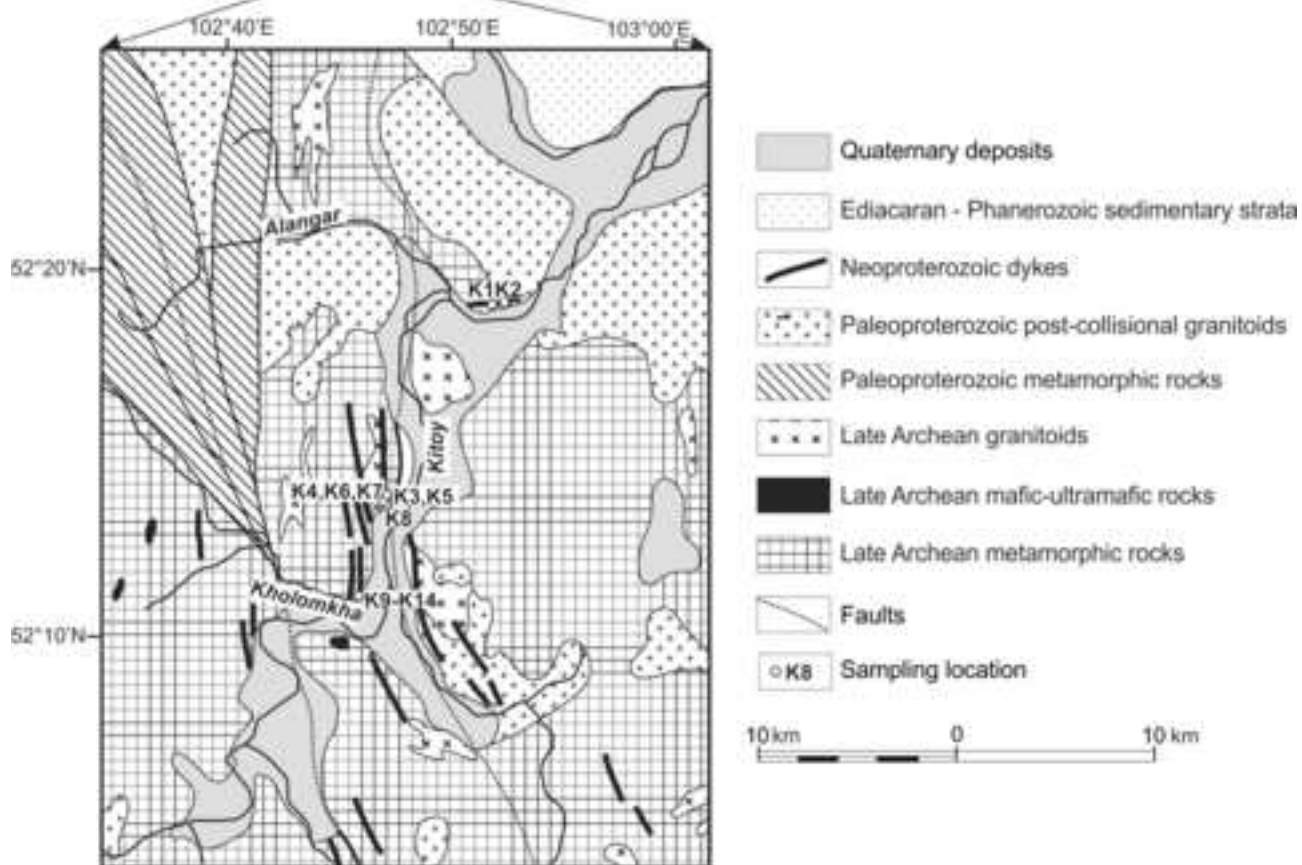 102°40'E
102°50'E
103°00'E
Alangar
52°20'N
K1K2
Kitoy
K4,K6,K7
K3,K5
K8
Kholomkha
K9-K14
52°10'N
Quaternary deposits
Ediacaran - Phanerozoic sedimentary strata
Neoproterozoic dykes
Paleoproterozoic post-collisional granitoids
Paleoproterozoic metamorphic rocks
Late Archean granitoids
Late Archean mafic-ultramafic rocks
Late Archean metamorphic rocks
Faults
K8 Sampling location
10 km 0 10 km